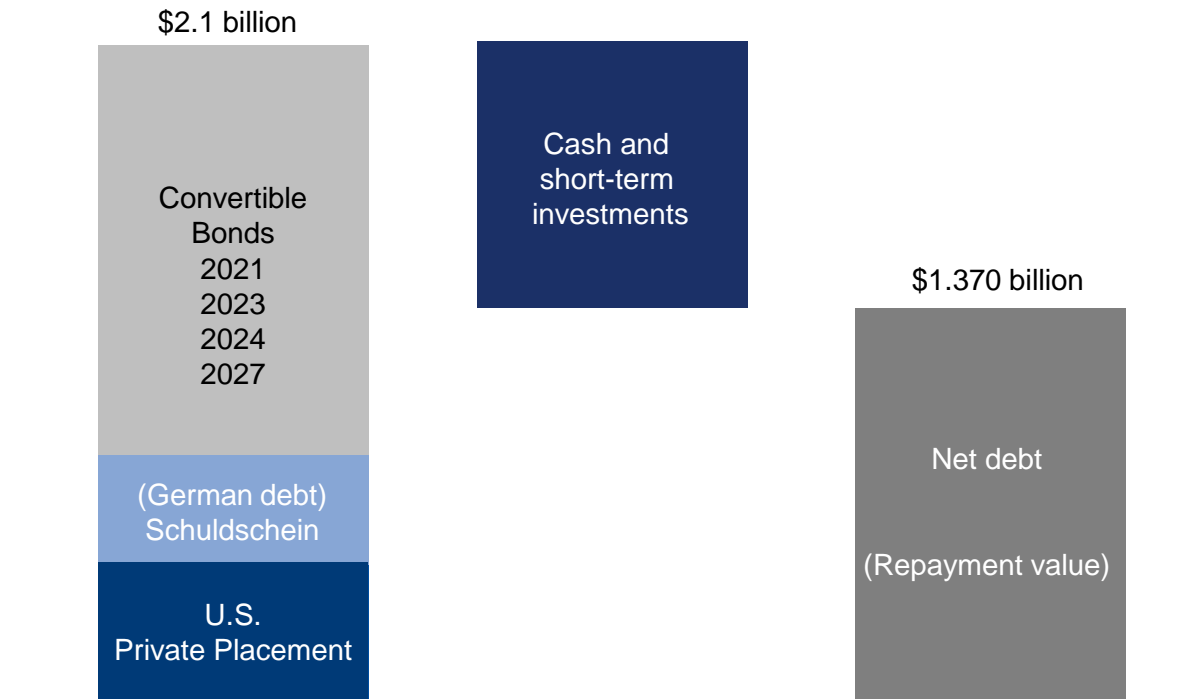 $2.1 billion
Convertible
Bonds
2021
2023
2024
2027
(German debt)
Schuldschein
U.S.
Private Placement
Cash and
short-term
investments
$1.370 billion
Net debt
(Repayment value)